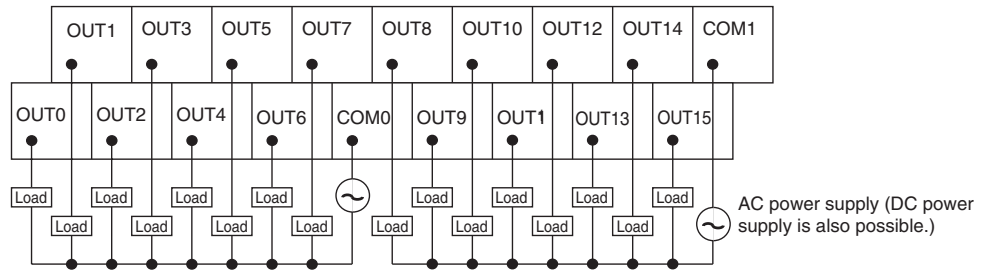 OUT1 OUT3 OUT5 OUT7 OUT8 OUT10 OUT12 OUT14 COM1
OUT0 OUT2 OUT4 OUT6 COM0 OUT9 OUT1 OUT13 OUT15
Load Load Load Load Load Load Load Load
AC power supply (DC power
Load Load Load Load Load Load Load Load
supply is also possible.)